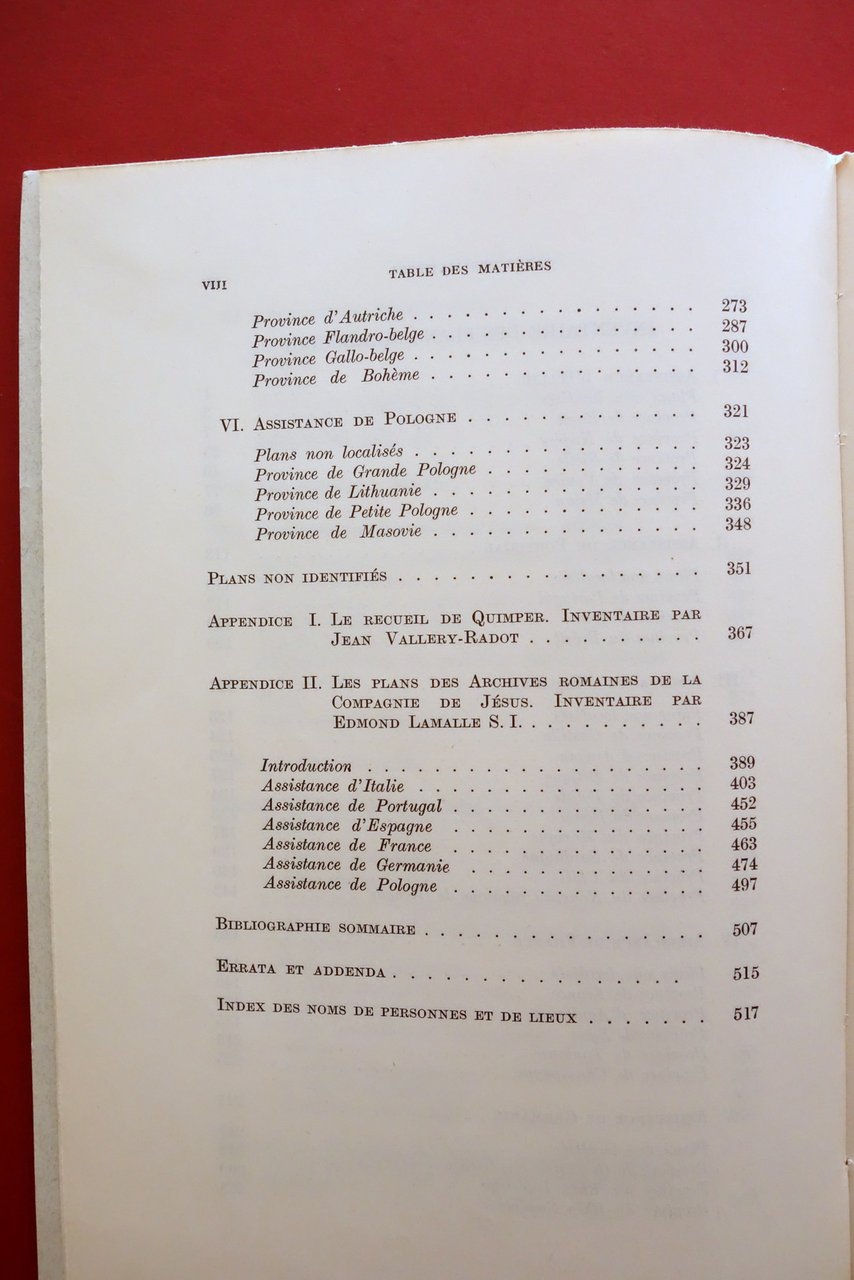 VIII
TABLE DES MATIÈRES
Province d'Autriche . . . . . . . . . . . . . . . . 273
Province Flandro-belge . . . . . . . . . . . . . . . 287
Province Gallo-belge . . . . . . . . . . . . . . . . 300
Province de Bohême . . . . . . . . . . . . . . . 312
VI. ASSISTANCE DE POLOGNE . . . . . . . . . . . . . 321
Plans non localisés . . . . . . . . . . . . . . . . 323
Province de Grande Pologne . . . . . . . . . . . . 324
Province de Lithuanie . . . . . . . . . . . . . . . 329
Province de Petite Pologne . . . . . . . . . . . . . 336
Province de Masovie . . . . . . . . . . . . . . . 348
PLANS NON IDENTIFIÉS . . . . . . . . . . . . . . . . . 351
APPENDICE I. LE RECUEIL DE QUIMPER. INVENTAIRE PAR
JEAN VALLERY-RADOT . . . . . . . . . . 367
APPENDICE II. LES PLANS DES ARCHIVES ROMAINES DE LA
COMPAGNIE DE JÉSUS. INVENTAIRE PAR
EDMOND LAMALLE S. I. . . . . . . . . . . 387
Introduction . . . . . . . . . . . . . . . . . . . 389
Assistance d'Italie . . . . . . . . . . . . . . . . 403
Assistance de Portugal . . . . . . . . . . . . . . 452
Assistance d'Espagne . . . . . . . . . . . . . . 455
Assistance de France . . . . . . . . . . . . . . 463
Assistance de Germanie . . . . . . . . . . . . . 474
Assistance de Pologne . . . . . . . . . . . . . . 497
BIBLIOGRAPHIE SOMMAIRE . . . . . . . . . . . . . . . . 507
ERRATA ET ADDENDA . . . . . . . . . . . . . . . . . 515
INDEX DES NOMS DE PERSONNES ET DE LIEUX . . . . . . . 517